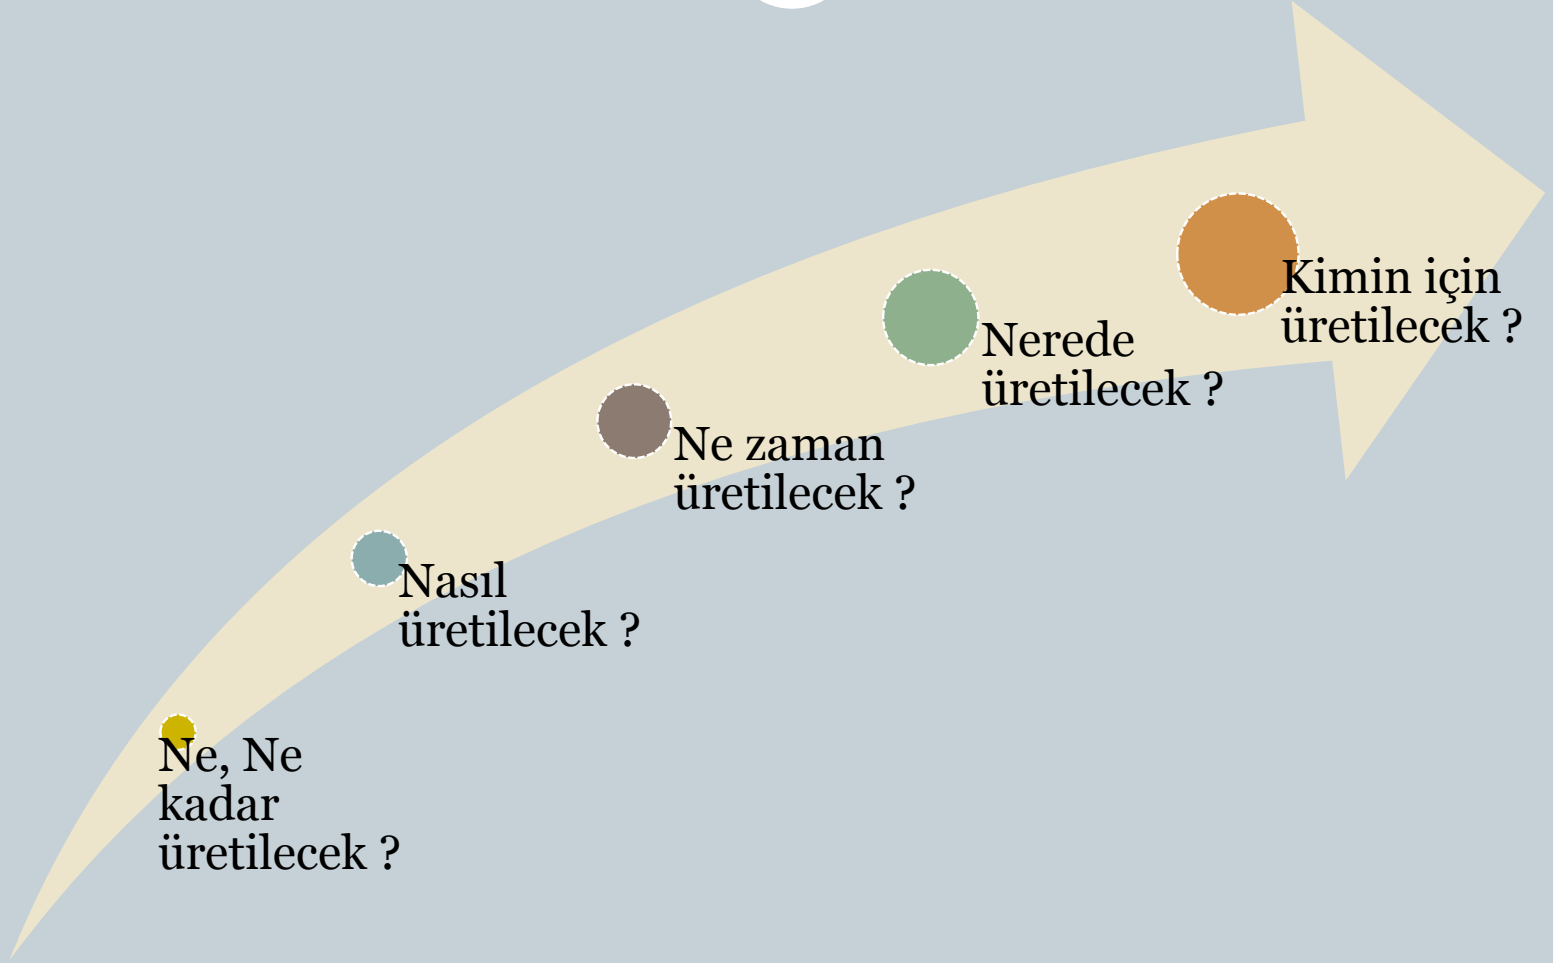 Ne, Ne
kadar
üretilecek ?
Nasıl
üretilecek ?
Ne zaman
üretilecek ?
Nerede
üretilecek ?
Kimin için
üretilecek ?